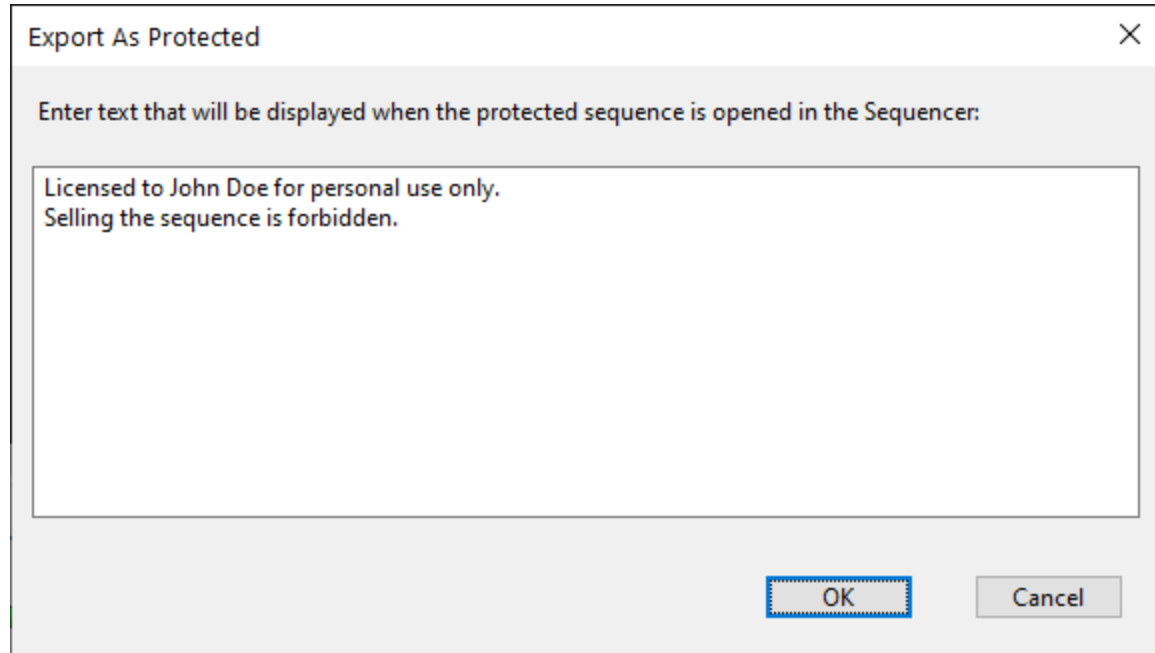 Export As Protected
Enter text that will be displayed when the protected sequence is opened in the Sequencer:
Licensed to John Doe for personal use only.
Selling the sequence is forbidden.
OK
Cancel